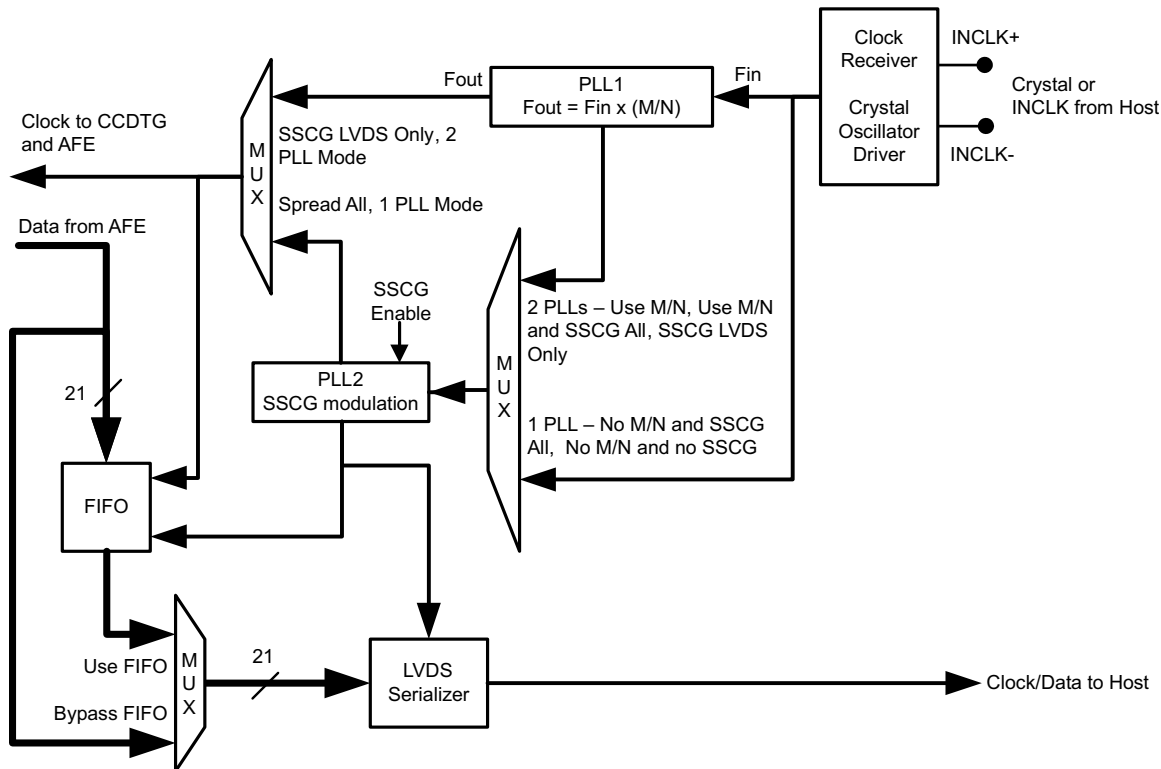 Clock
Receiver
Crystal
Oscillator
Driver
INCLK+
Crystal or
INCLK from Host
INCLK-
Fin
PLL1
Fout = Fin x (M/N)
Fout
Clock to CCDTG
and AFE
MUX
SSCG LVDS Only, 2
PLL Mode
Spread All, 1 PLL Mode
Data from AFE
SSCG
Enable
2 PLLs – Use M/N, Use M/N
and SSCG All, SSCG LVDS
Only
MUX
PLL2
SSCG modulation
1 PLL – No M/N and SSCG
All, No M/N and no SSCG
21
FIFO
Use FIFO
MUX
Bypass FIFO
21
LVDS
Serializer
Clock/Data to Host